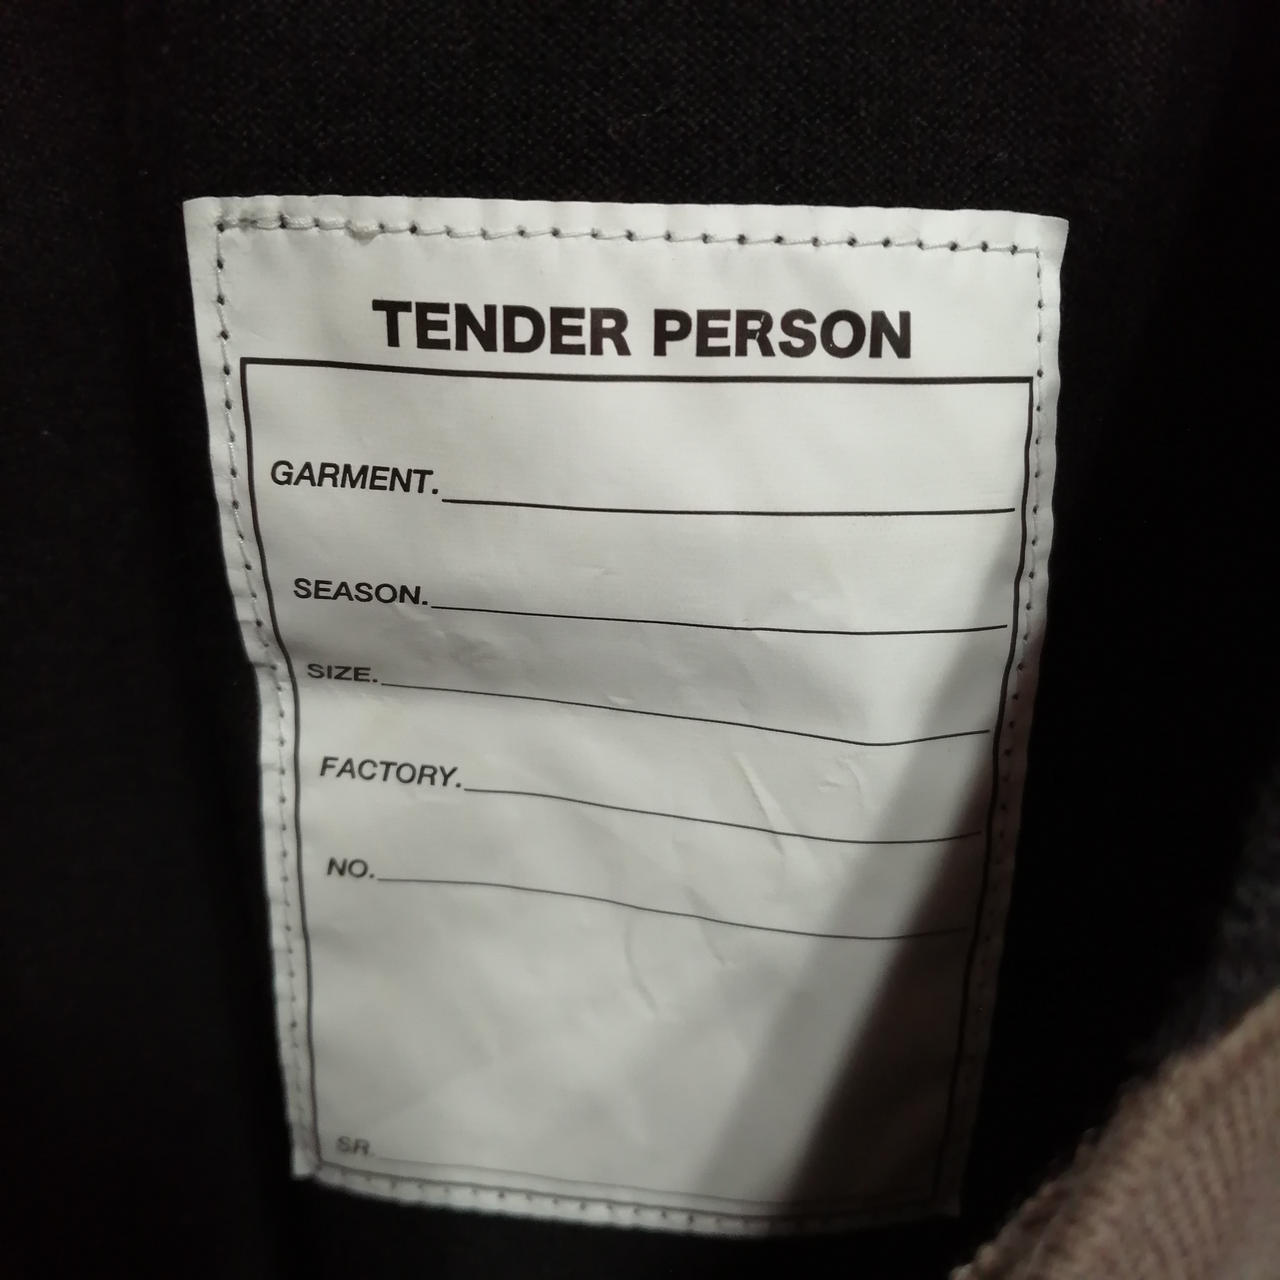 TENDER PERSON
GARMENT.
SEASON.
SIZE.
FACTORY.
NO.
SR.